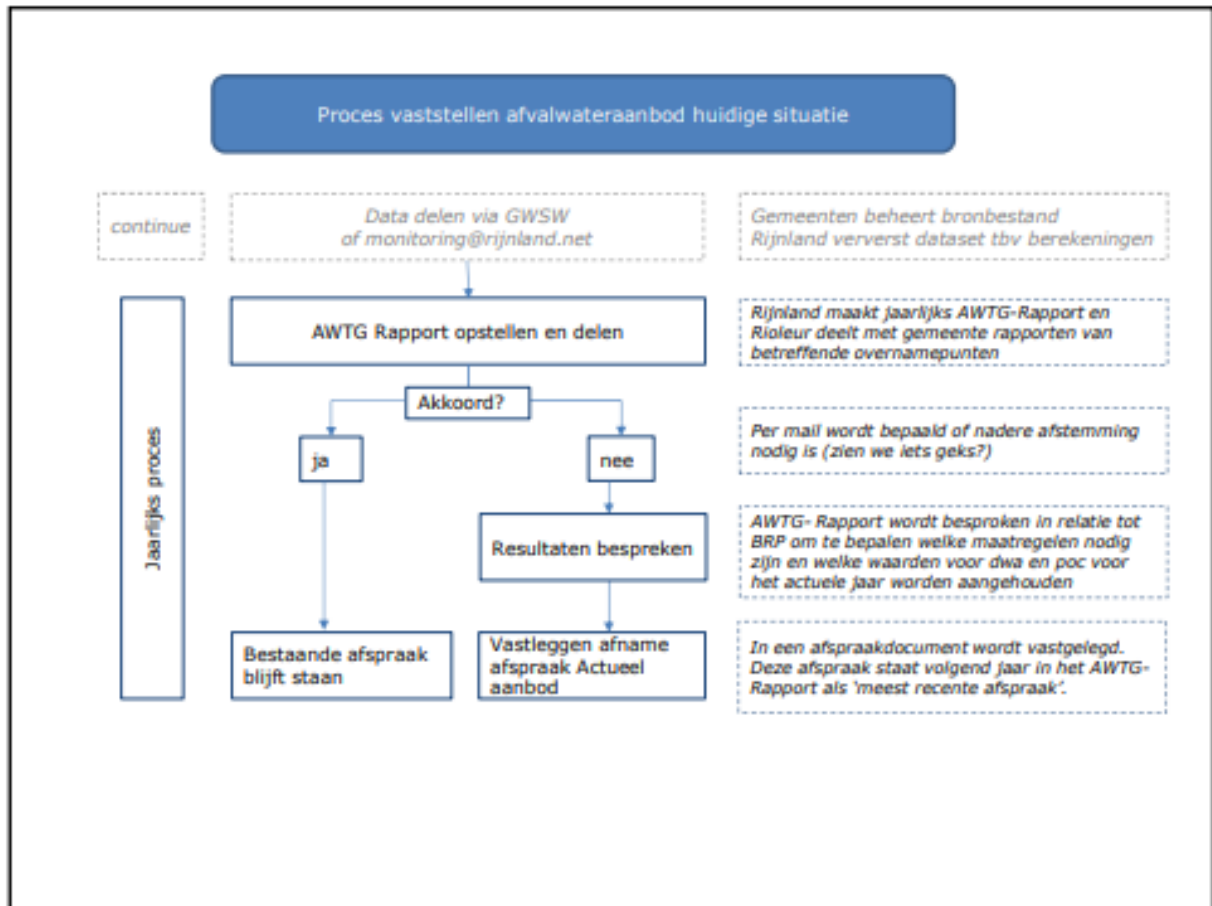 Proces vaststellen afvalwateraanbod huidige situatie
continue
Data delen via GWSW
of monitoring@rijnland.net
Gemeenten beheert bronbestand
Rijnland ververst dataset tbv berekeningen
Jaarlijks proces
AWTG Rapport opstellen en delen
Rijnland maakt jaarlijks AWTG-Rapport en
Rioleur deelt met gemeente rapporten van
betreffende overnamepunten
Akkoord?
ja
nee
Per mail wordt bepaald of nadere afstemming
nodig is (zien we iets geks?)
Resultaten bespreken
AWTG- Rapport wordt besproken in relatie tot
BRP om te bepalen welke maatregelen nodig
zijn en welke waarden voor dwa en poc voor
het actuele jaar worden aangehouden
Bestaande afspraak
blijft staan
Vastleggen afname
afspraak Actueel
aanbod
In een afspraakdocument wordt vastgelegd.
Deze afspraak staat volgend jaar in het AWTG-
Rapport als ‘meest recente afspraak’.